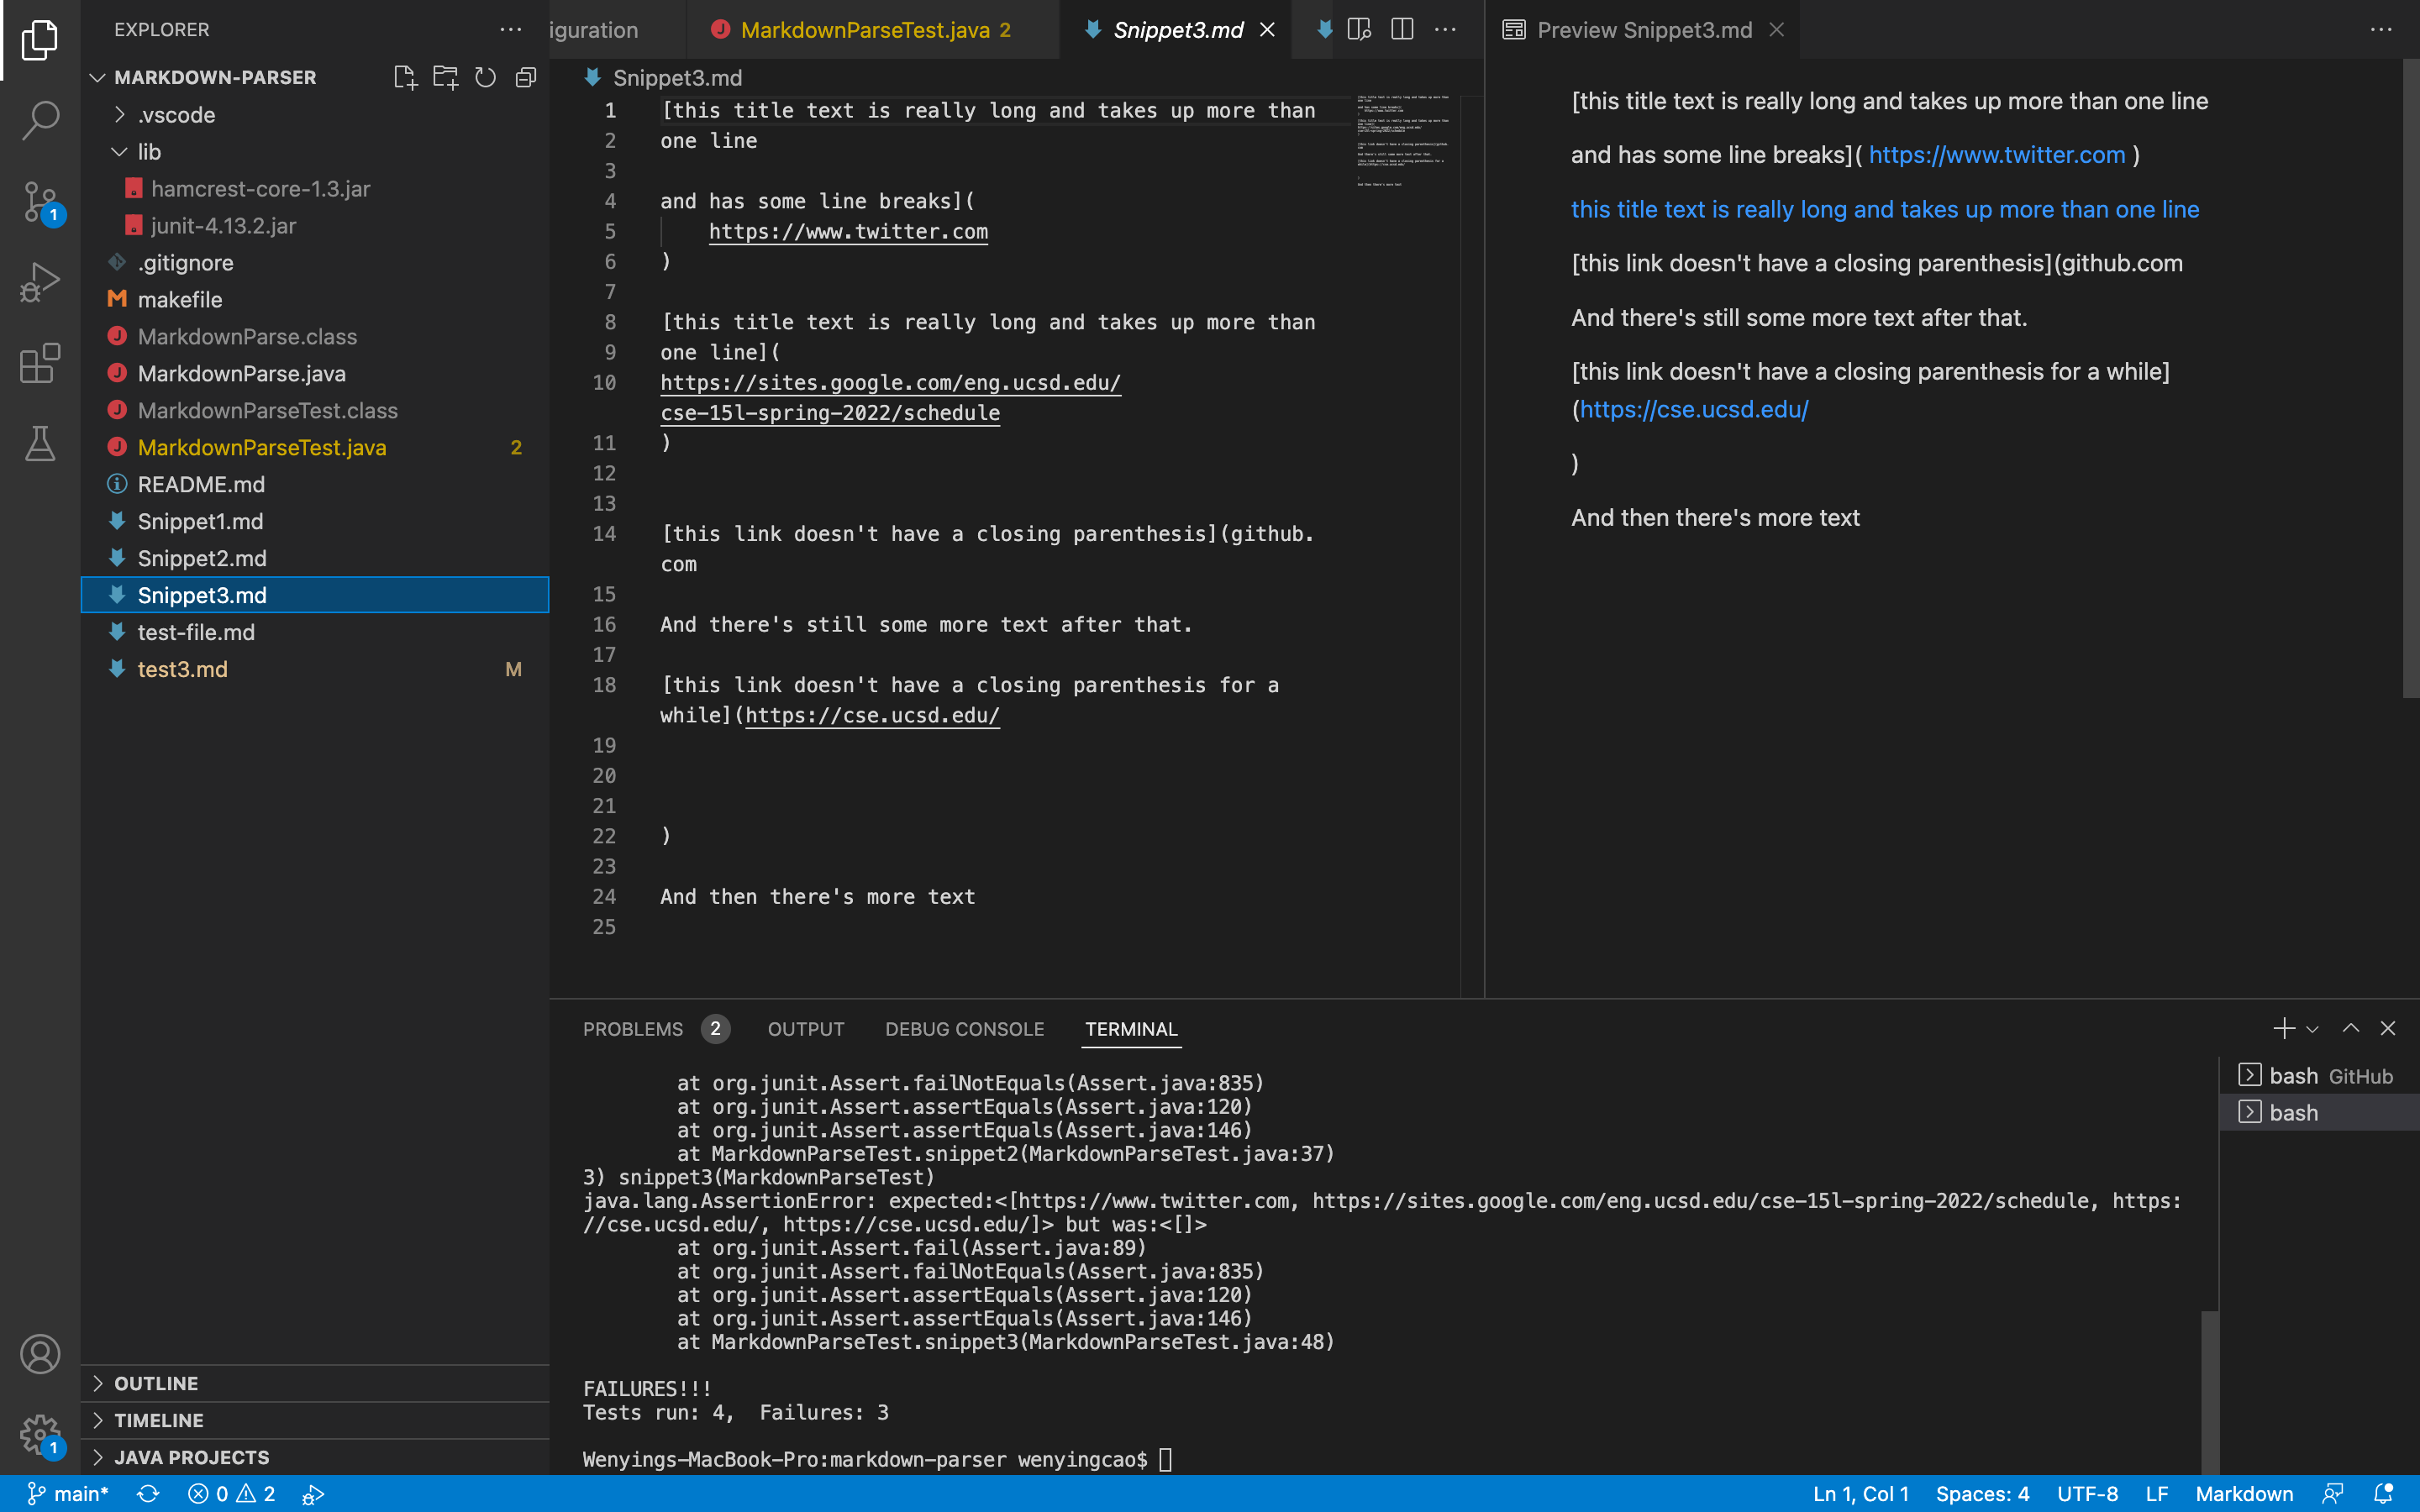 EXPLORER
MARKDOWN-PARSER
.vscode
lib
hamcrest-core-1.3.jar
junit-4.13.2.jar
.gitignore
makefile
MarkdownParse.class
MarkdownParse.java
MarkdownParseTest.class
MarkdownParseTest.java 2
README.md
Snippet1.md
Snippet2.md
Snippet3.md
test-file.md
test3.md M
OUTLINE
TIMELINE
JAVA PROJECTS
iguration
MarkdownParseTest.java 2
Snippet3.md
Snippet3.md
1 [this title text is really long and takes up more than
2 one line
3
4 and has some line breaks](
5 https://www.twitter.com
6 )
7
8 [this title text is really long and takes up more than
9 one line](
10 https://sites.google.com/eng.ucsd.edu/
cse-15l-spring-2022/schedule
11 )
12
13
14 [this link doesn't have a closing parenthesis](github.
com
15
16 And there's still some more text after that.
17
18 [this link doesn't have a closing parenthesis for a
while](https://cse.ucsd.edu/
19
20
21
22 )
23
24 And then there's more text
25
Preview Snippet3.md
[this title text is really long and takes up more than one line
and has some line breaks]( https://www.twitter.com )
this title text is really long and takes up more than one line
[this link doesn't have a closing parenthesis](github.com
And there's still some more text after that.
[this link doesn't have a closing parenthesis for a while]
(https://cse.ucsd.edu/
)
And then there's more text
PROBLEMS 2 OUTPUT DEBUG CONSOLE TERMINAL
at org.junit.Assert.failNotEquals(Assert.java:835)
at org.junit.Assert.assertEquals(Assert.java:120)
at org.junit.Assert.assertEquals(Assert.java:146)
at MarkdownParseTest.snippet2(MarkdownParseTest.java:37)
3) snippet3(MarkdownParseTest)
java.lang.AssertionError: expected:<[https://www.twitter.com, https://sites.google.com/eng.ucsd.edu/cse-15l-spring-2022/schedule, https:
//cse.ucsd.edu/, https://cse.ucsd.edu/]> but was:<[]>
at org.junit.Assert.fail(Assert.java:89)
at org.junit.Assert.failNotEquals(Assert.java:835)
at org.junit.Assert.assertEquals(Assert.java:120)
at org.junit.Assert.assertEquals(Assert.java:146)
at MarkdownParseTest.snippet3(MarkdownParseTest.java:48)
FAILURES!!!
Tests run: 4,  Failures: 3
Wenyings-MacBook-Pro:markdown-parser wenyingcao$
bash GitHub
bash
1
1
main* 0 2
Ln 1, Col 1 Spaces: 4 UTF-8 LF Markdown